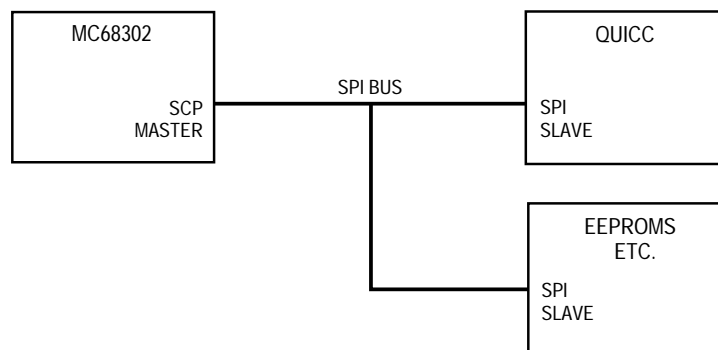 MC68302
SCP
MASTER
SPI BUS
QUICC
SPI
SLAVE
EEPROMS
ETC.
SPI
SLAVE